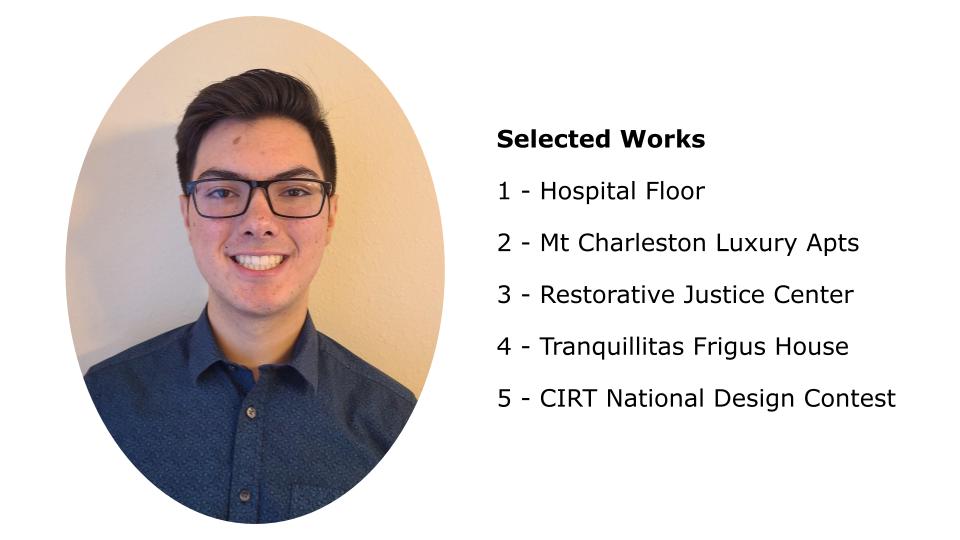 Selected Works
1 - Hospital Floor
2 - Mt Charleston Luxury Apts
3 - Restorative Justice Center
4 - Tranquillitas Frigus House
5 - CIRT National Design Contest